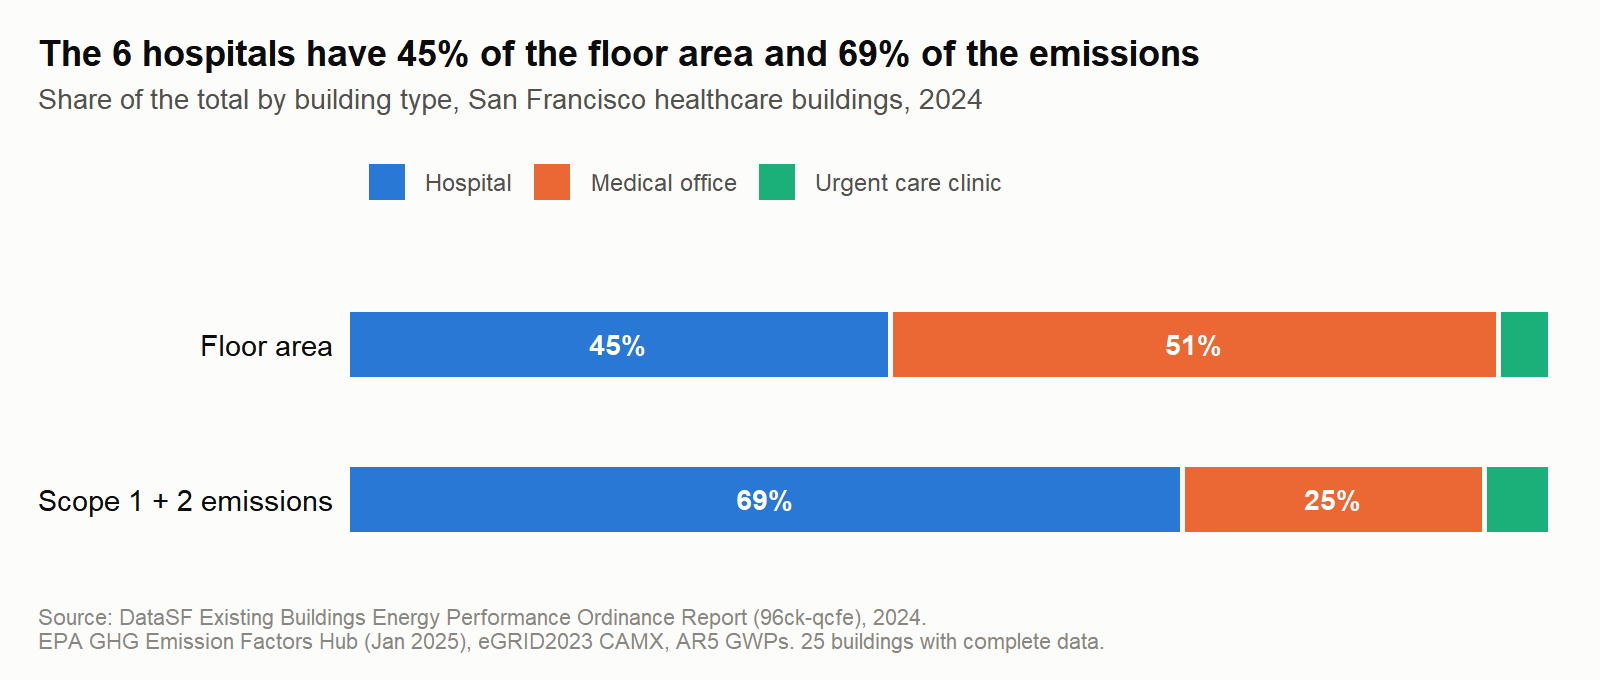 The 6 hospitals have 45% of the floor area and 69% of the emissions
Share of the total by building type, San Francisco healthcare buildings, 2024
Hospital Medical office Urgent care clinic
Floor area 45% 51%
Scope 1 + 2 emissions 69% 25%
Source: DataSF Existing Buildings Energy Performance Ordinance Report (96ck-qcfe), 2024.
EPA GHG Emission Factors Hub (Jan 2025), eGRID2023 CAMX, AR5 GWPs. 25 buildings with complete data.